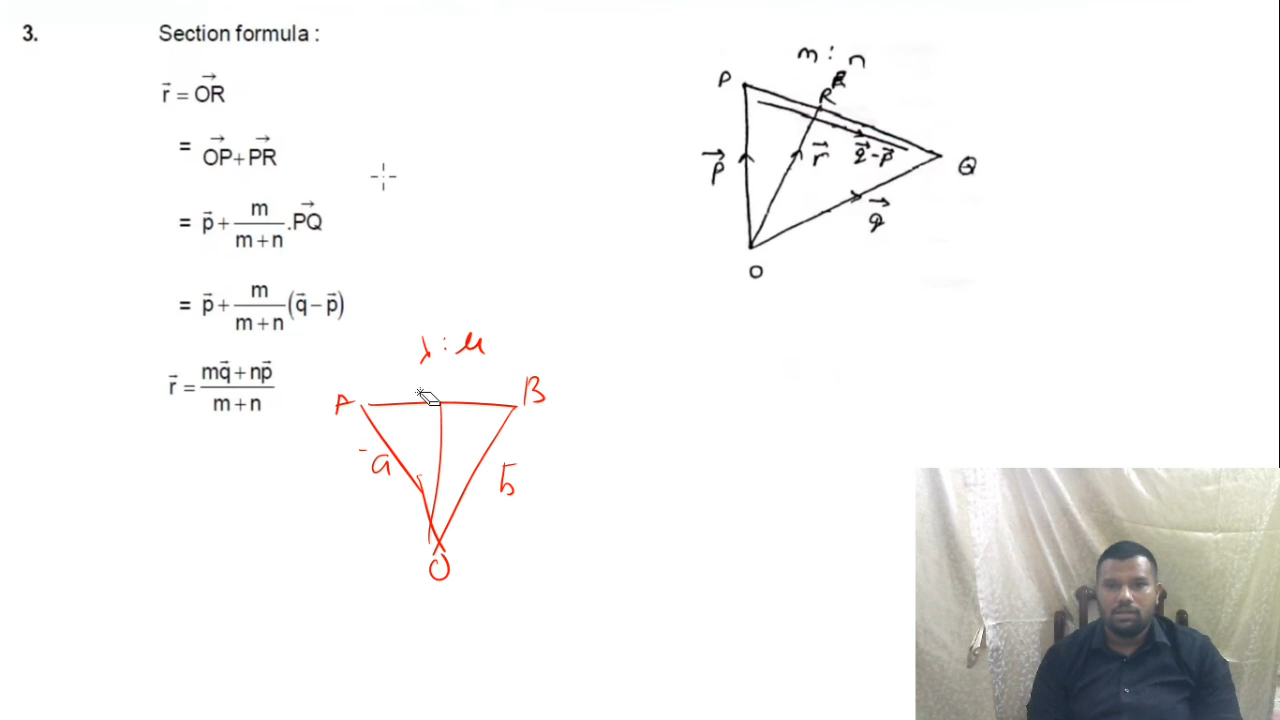 3. Section formula :
r⃗ = OR⃗
= OP⃗ + PR⃗
= p⃗ + m/(m+n) .PQ⃗
= p⃗ + m/(m+n) (q⃗ − p⃗)
r⃗ = (mq⃗ + np⃗)/(m+n)
m : n
P R
p⃗ r⃗ q⃗-p⃗ Q
q⃗
O
λ : μ
A B
a b
O